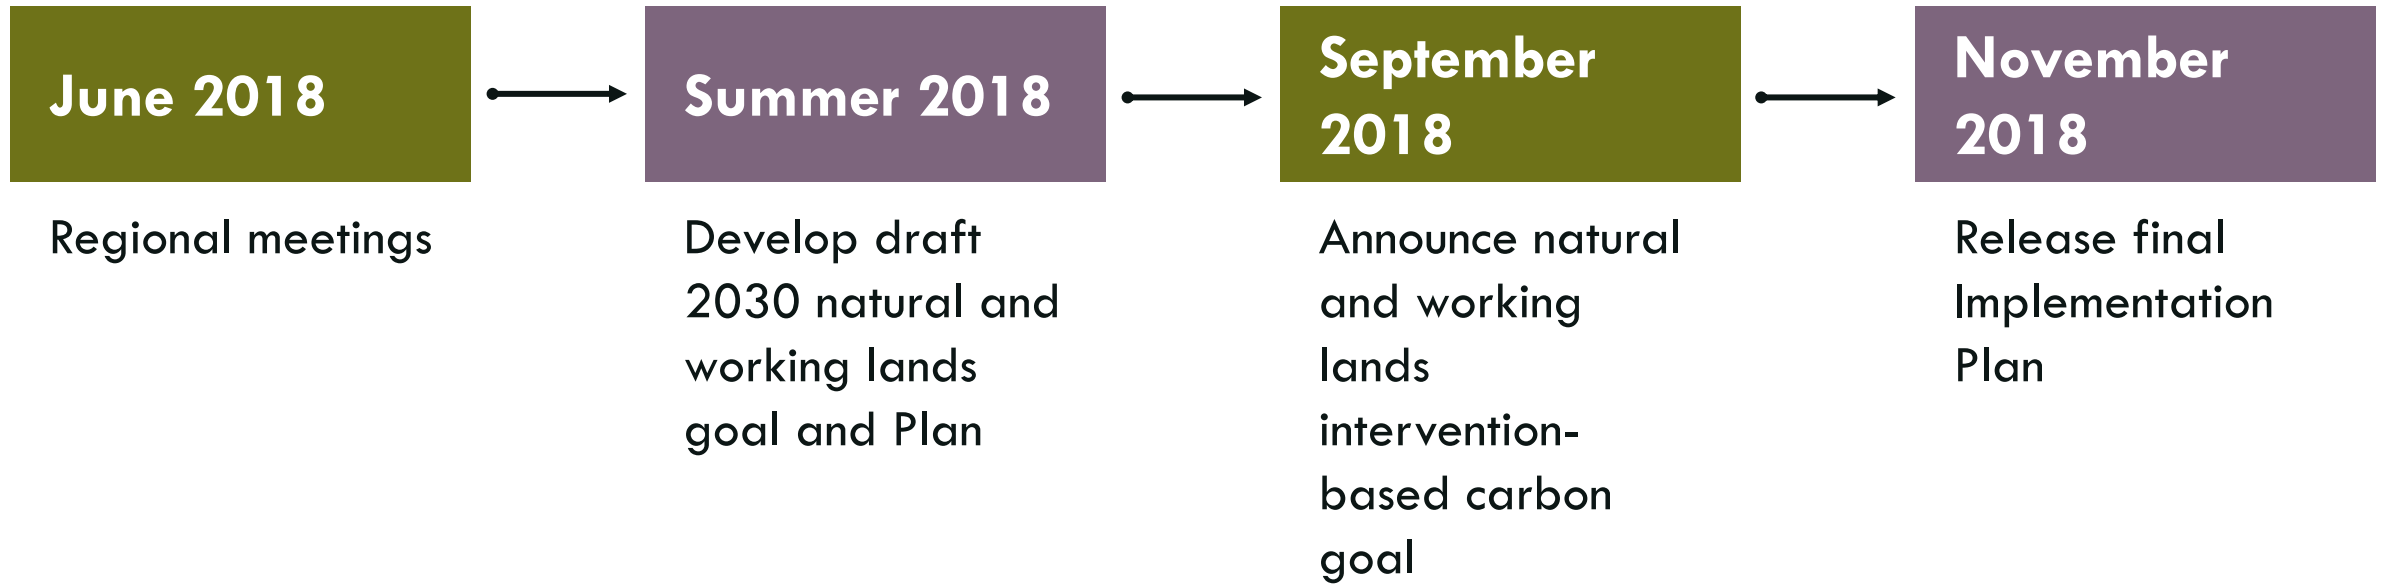 June 2018
Regional meetings
Summer 2018
Develop draft
2030 natural and
working lands
goal and Plan
September
2018
Announce natural
and working
lands
intervention-
based carbon
goal
November
2018
Release final
Implementation
Plan